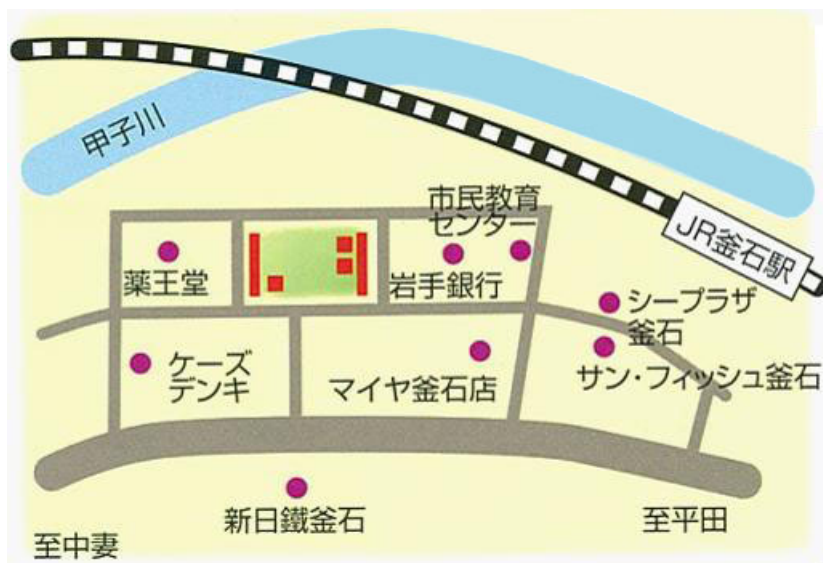 甲子川
JR釜石駅
市民教育
センター
薬王堂
岩手銀行
シープラザ
釜石
ケーズ
デンキ
マイヤ釜石店
サン・フィッシュ釜石
新日鐵釜石
至平田
至中妻